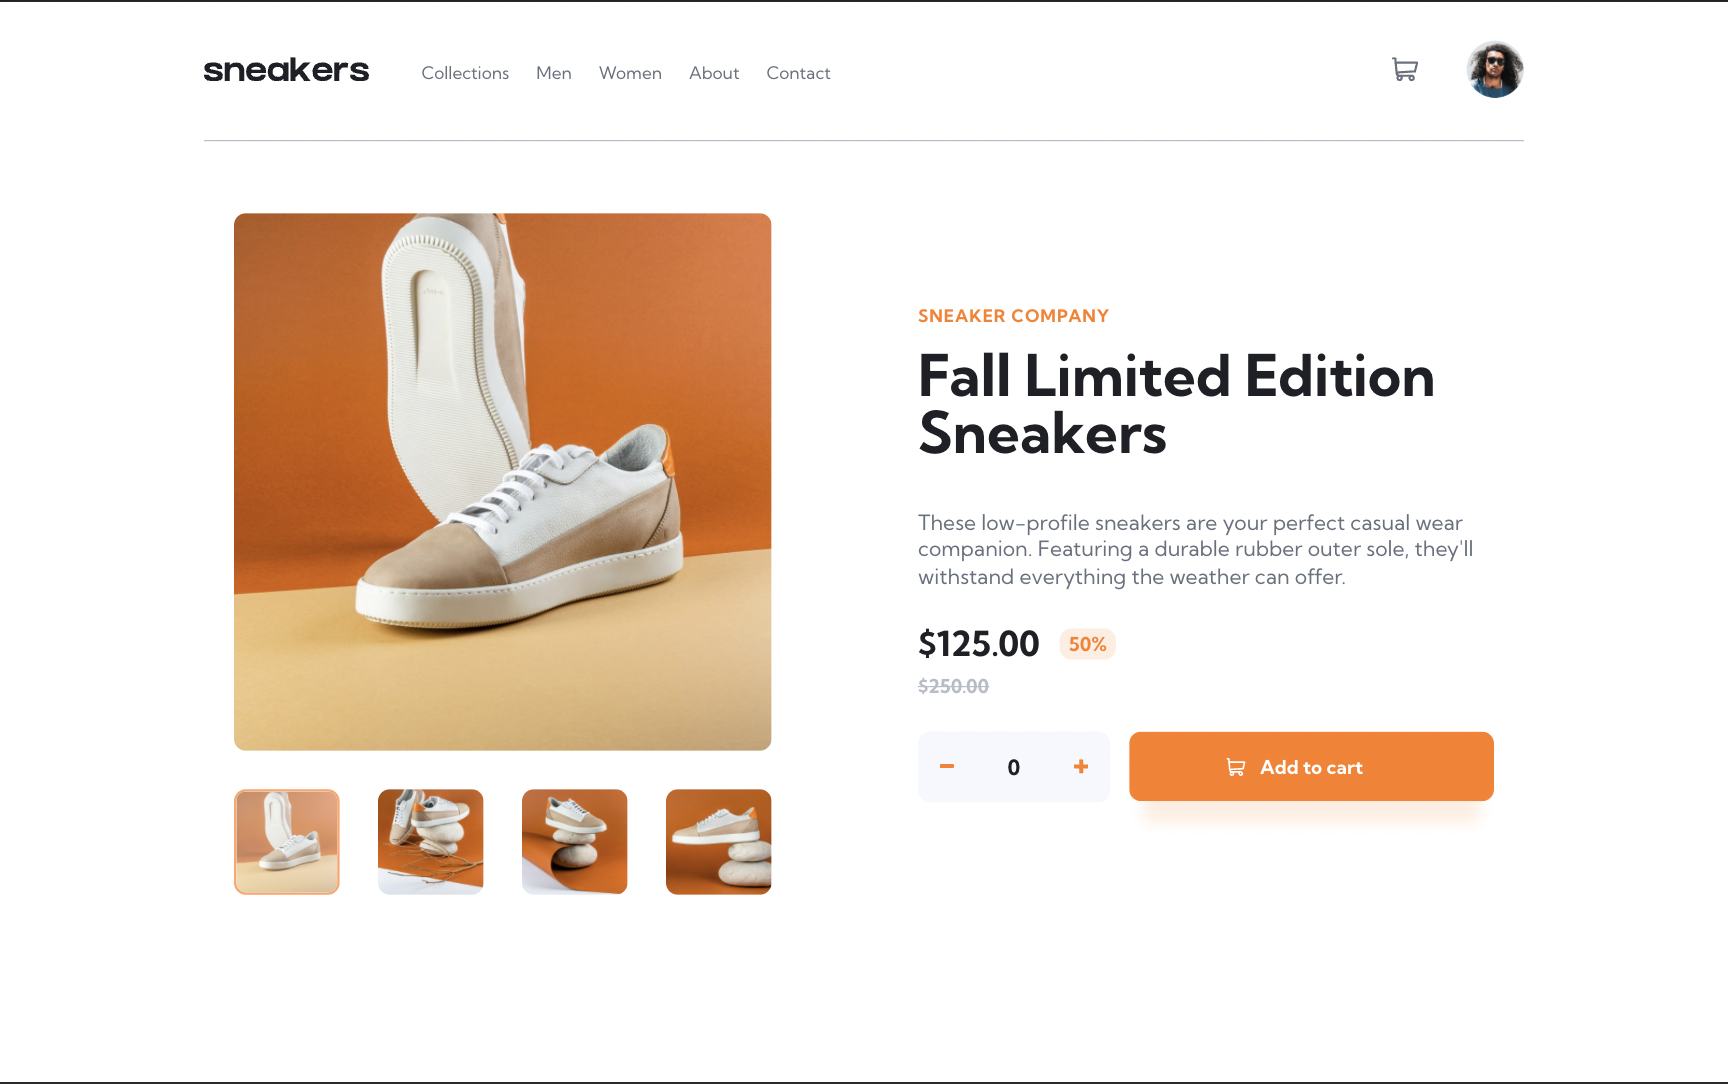 sneakers
Collections
Men
Women
About
Contact
SNEAKER COMPANY
Fall Limited Edition
Sneakers
These low-profile sneakers are your perfect casual wear
companion. Featuring a durable rubber outer sole, they'll
withstand everything the weather can offer.
$125.00
50%
$250.00
0
Add to cart